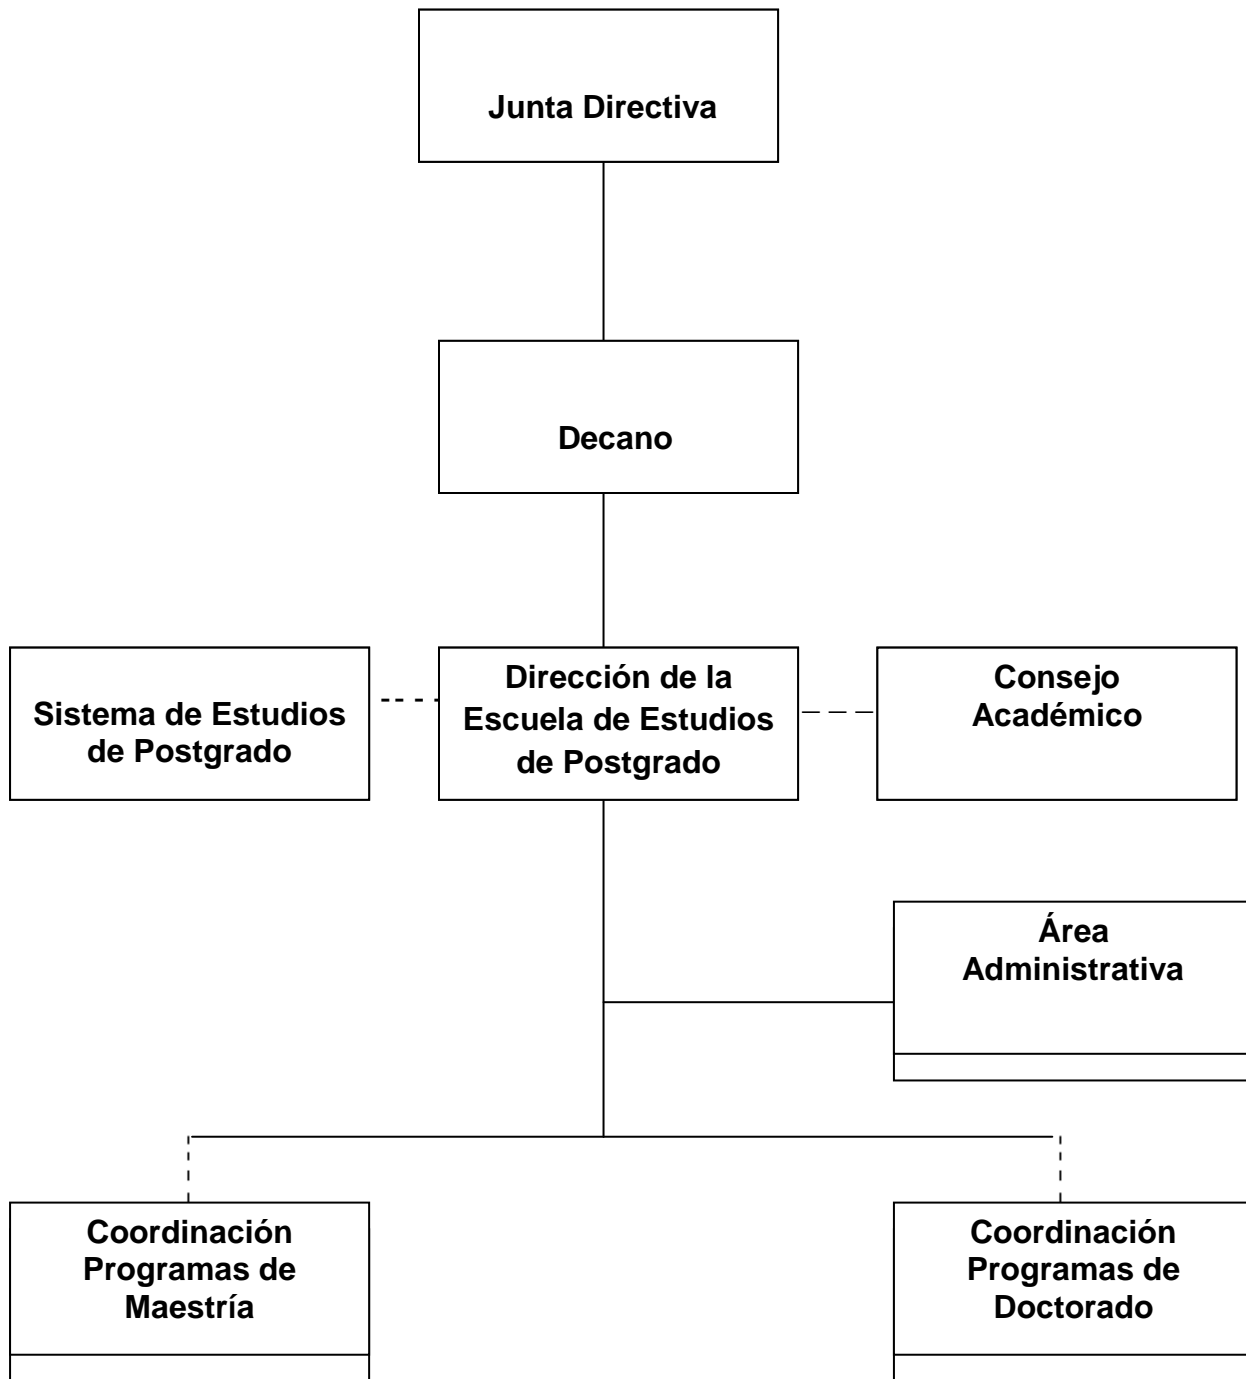 Junta Directiva
Decano
Sistema de Estudios
de Postgrado
Dirección de la
Escuela de Estudios
de Postgrado
Consejo
Académico
Área
Administrativa
Coordinación
Programas de
Maestría
Coordinación
Programas de
Doctorado